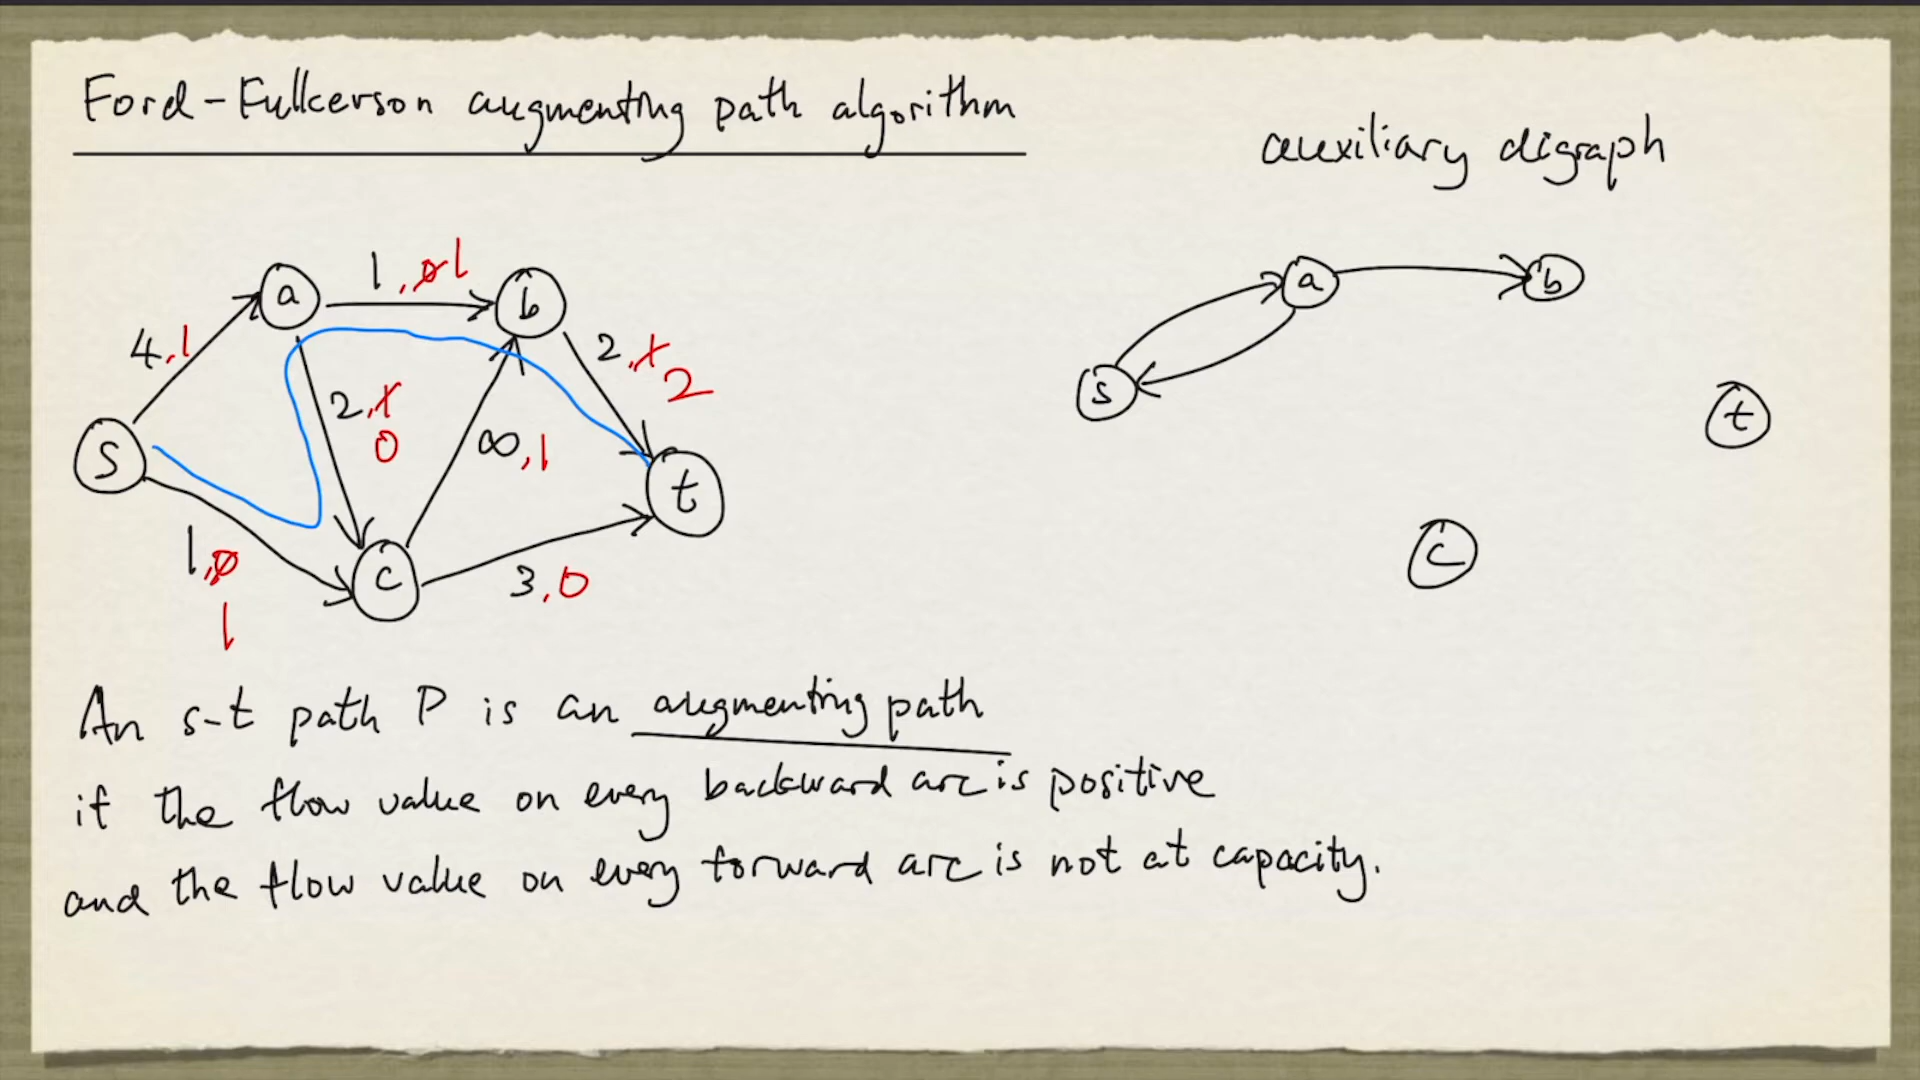 Ford-Fulkerson augmenting path algorithm
auxiliary digraph
a 1,0 1 b
4,1 2,1 2
2,1 0
s ∞,1 t
1,0 1 c 3,0
a b
s t
c
An s-t path P is an augmenting path
if the flow value on every backward arc is positive
and the flow value on every forward arc is not at capacity.